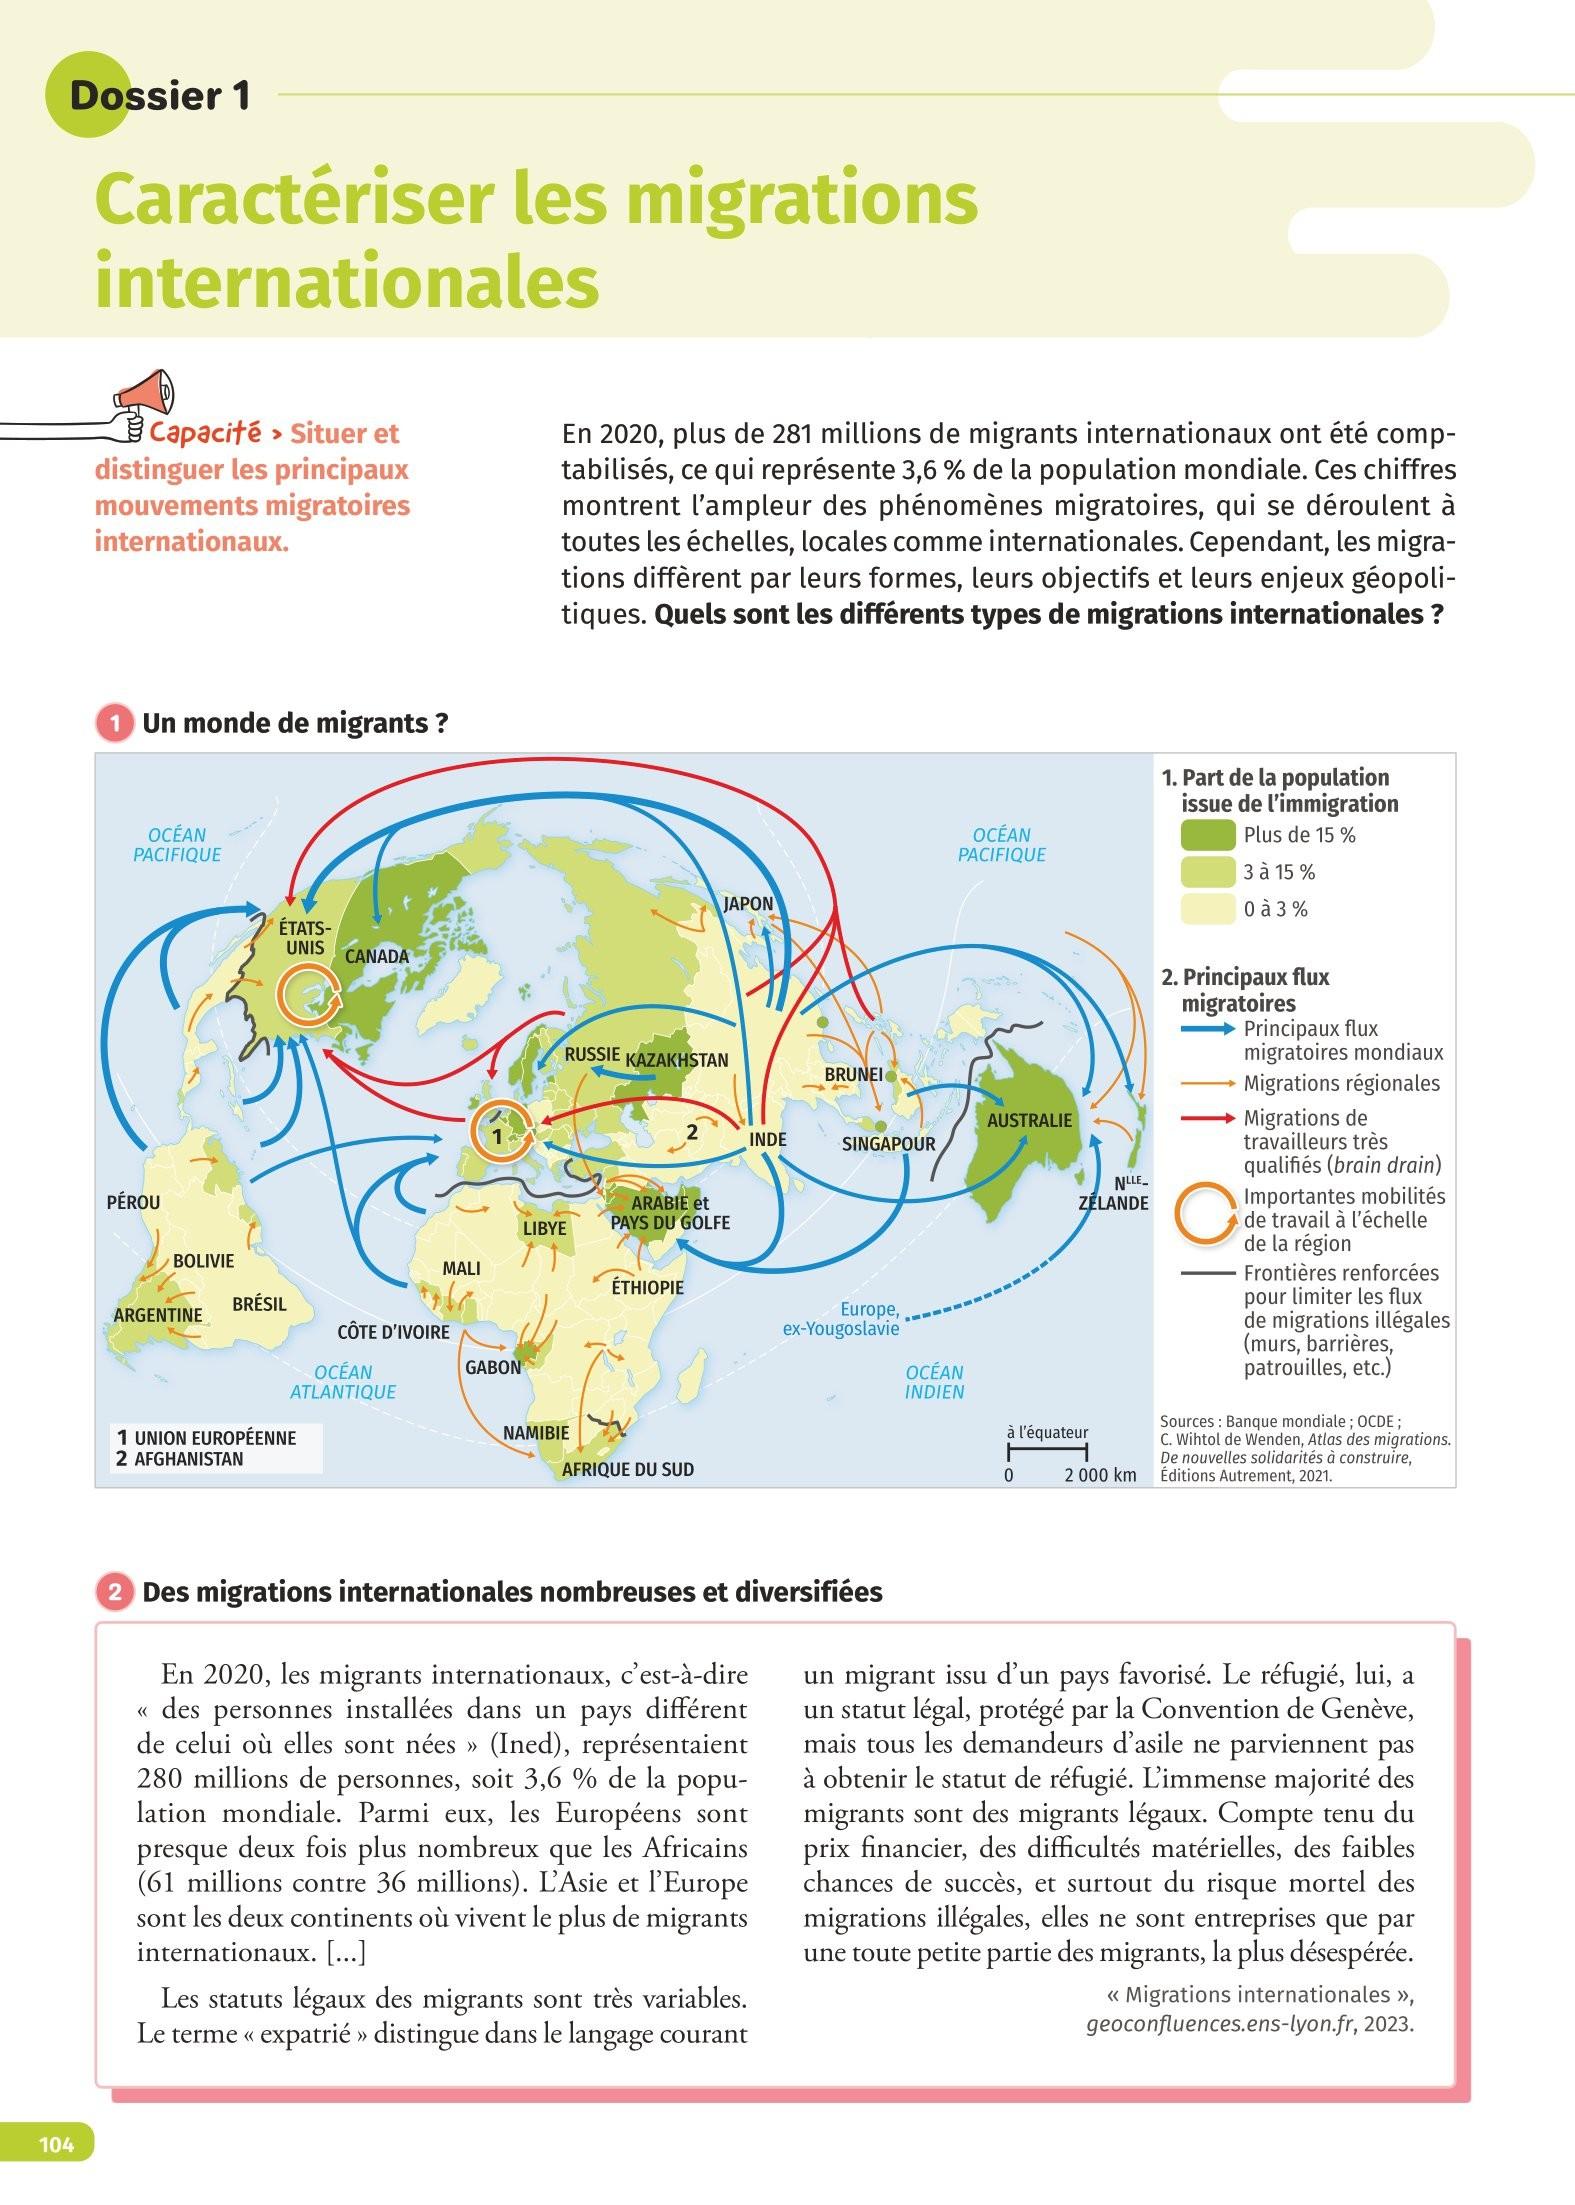 Dossier 1
Caractériser les migrations
internationales
Capacité > Situer et
distinguer les principaux
mouvements migratoires
internationaux.
En 2020, plus de 281 millions de migrants internationaux ont été comp-
tabilisés, ce qui représente 3,6 % de la population mondiale. Ces chiffres
montrent l’ampleur des phénomènes migratoires, qui se déroulent à
toutes les échelles, locales comme internationales. Cependant, les migra-
tions diffèrent par leurs formes, leurs objectifs et leurs enjeux géopoli-
tiques. Quels sont les différents types de migrations internationales ?
1 Un monde de migrants ?
OCÉAN
PACIFIQUE
OCÉAN
PACIFIQUE
JAPON
ÉTATS-
UNIS
CANADA
RUSSIE
KAZAKHSTAN
BRUNEI
AUSTRALIE
1
2
INDE
SINGAPOUR
NLLE-
ZÉLANDE
PÉROU
ARABIE et
PAYS DU GOLFE
LIBYE
BOLIVIE
MALI
ÉTHIOPIE
BRÉSIL
ARGENTINE
CÔTE D’IVOIRE
Europe,
ex-Yougoslavie
GABON
OCÉAN
ATLANTIQUE
OCÉAN
INDIEN
NAMIBIE
AFRIQUE DU SUD
1 UNION EUROPÉENNE
2 AFGHANISTAN
à l’équateur
0 2 000 km
1. Part de la population
issue de l’immigration
Plus de 15 %
3 à 15 %
0 à 3 %
2. Principaux flux
migratoires
Principaux flux
migratoires mondiaux
Migrations régionales
Migrations de
travailleurs très
qualifiés (brain drain)
Importantes mobilités
de travail à l’échelle
de la région
Frontières renforcées
pour limiter les flux
de migrations illégales
(murs, barrières,
patrouilles, etc.)
Sources : Banque mondiale ; OCDE ;
C. Wihtol de Wenden, Atlas des migrations.
De nouvelles solidarités à construire,
Éditions Autrement, 2021.
2 Des migrations internationales nombreuses et diversifiées
En 2020, les migrants internationaux, c’est-à-dire
« des personnes installées dans un pays différent
de celui où elles sont nées » (Ined), représentaient
280 millions de personnes, soit 3,6 % de la popu-
lation mondiale. Parmi eux, les Européens sont
presque deux fois plus nombreux que les Africains
(61 millions contre 36 millions). L’Asie et l’Europe
sont les deux continents où vivent le plus de migrants
internationaux. [...]
Les statuts légaux des migrants sont très variables.
Le terme « expatrié » distingue dans le langage courant
un migrant issu d’un pays favorisé. Le réfugié, lui, a
un statut légal, protégé par la Convention de Genève,
mais tous les demandeurs d’asile ne parviennent pas
à obtenir le statut de réfugié. L’immense majorité des
migrants sont des migrants légaux. Compte tenu du
prix financier, des difficultés matérielles, des faibles
chances de succès, et surtout du risque mortel des
migrations illégales, elles ne sont entreprises que par
une toute petite partie des migrants, la plus désespérée.
« Migrations internationales »,
geoconfluences.ens-lyon.fr, 2023.
104